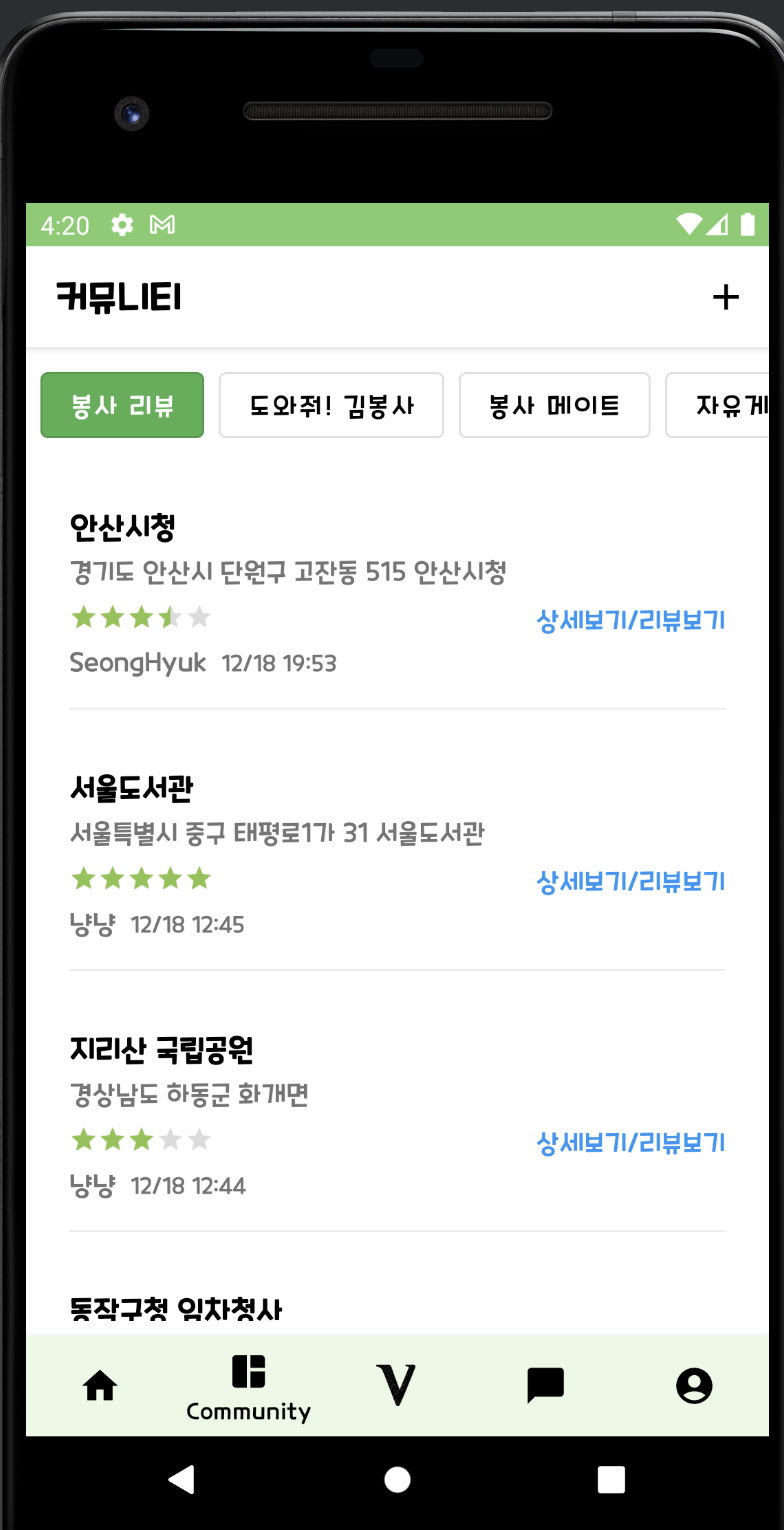 4:20
커뮤니티
+
봉사 리뷰
도와줘! 김봉사
봉사 메이트
자유게
안산시청
경기도 안산시 단원구 고잔동 515 안산시청
상세보기/리뷰보기
SeongHyuk 12/18 19:53
서울도서관
서울특별시 중구 태평로1가 31 서울도서관
상세보기/리뷰보기
냥냥 12/18 12:45
지리산 국립공원
경상남도 하동군 화개면
상세보기/리뷰보기
냥냥 12/18 12:44
동작구청 임차청사
V
Community